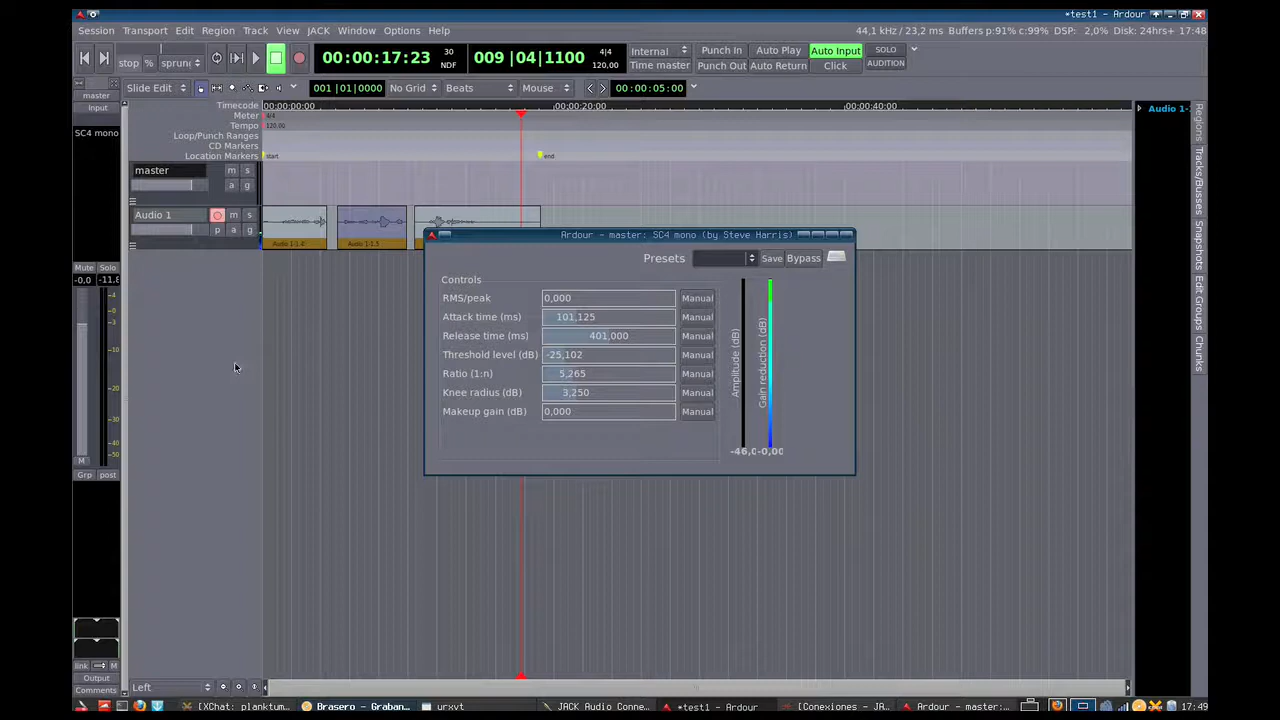 *test1 - Ardour
Session Transport Edit View Region Track Options JACK Window Help
44,1 kHz / 23,2 ms Buffers p:91% c:99% DSP: 2,0% Disk: 24hrs+ 17:48
stop % sprung
00:00:17:23
30
NDF
009 |04|1100
4/4
120,00
Internal
Time master
Punch In Auto Play Auto Input
Punch Out Auto Return Click
SOLO
AUDITION
Slide Edit
001 |01|0000
No Grid
Beats
Mouse
00:00:05:00
master
Input
SC4 mono
Timecode
00:00:00:00 00:00:20:00 00:00:40:00
Meter 4/4
Tempo 120.00
Loop/Punch Ranges
CD Markers
Location Markers start end
master m s
a g
Audio 1 m s
p a g
Audio 1-1.4
Audio 1-1.5
Audio 1-
Regions
Tracks/Busses
Snapshots
Edit Groups
Chunks
Ardour - master: SC4 mono (by Steve Harris)
Presets Save Bypass
Controls
RMS/peak 0,000 Manual
Attack time (ms) 101,125 Manual
Release time (ms) 401,000 Manual
Threshold level (dB) -25,102 Manual
Ratio (1:n) 5,265 Manual
Knee radius (dB) 3,250 Manual
Makeup gain (dB) 0,000 Manual
Amplitude (dB)
Gain reduction (dB)
-46,0 -0,00
Mute Solo
-0,0 -11,8
-4
-0
-3
-10
-20
-30
-40
-50
M
Grp post
link M
Output
Comments
Left
[XChat: planktum...
Brasero – Graban...
prxvt
JACK Audio Conne...
*test1 - Ardour
[Conexiones - JA...
Ardour - master:...
17:49